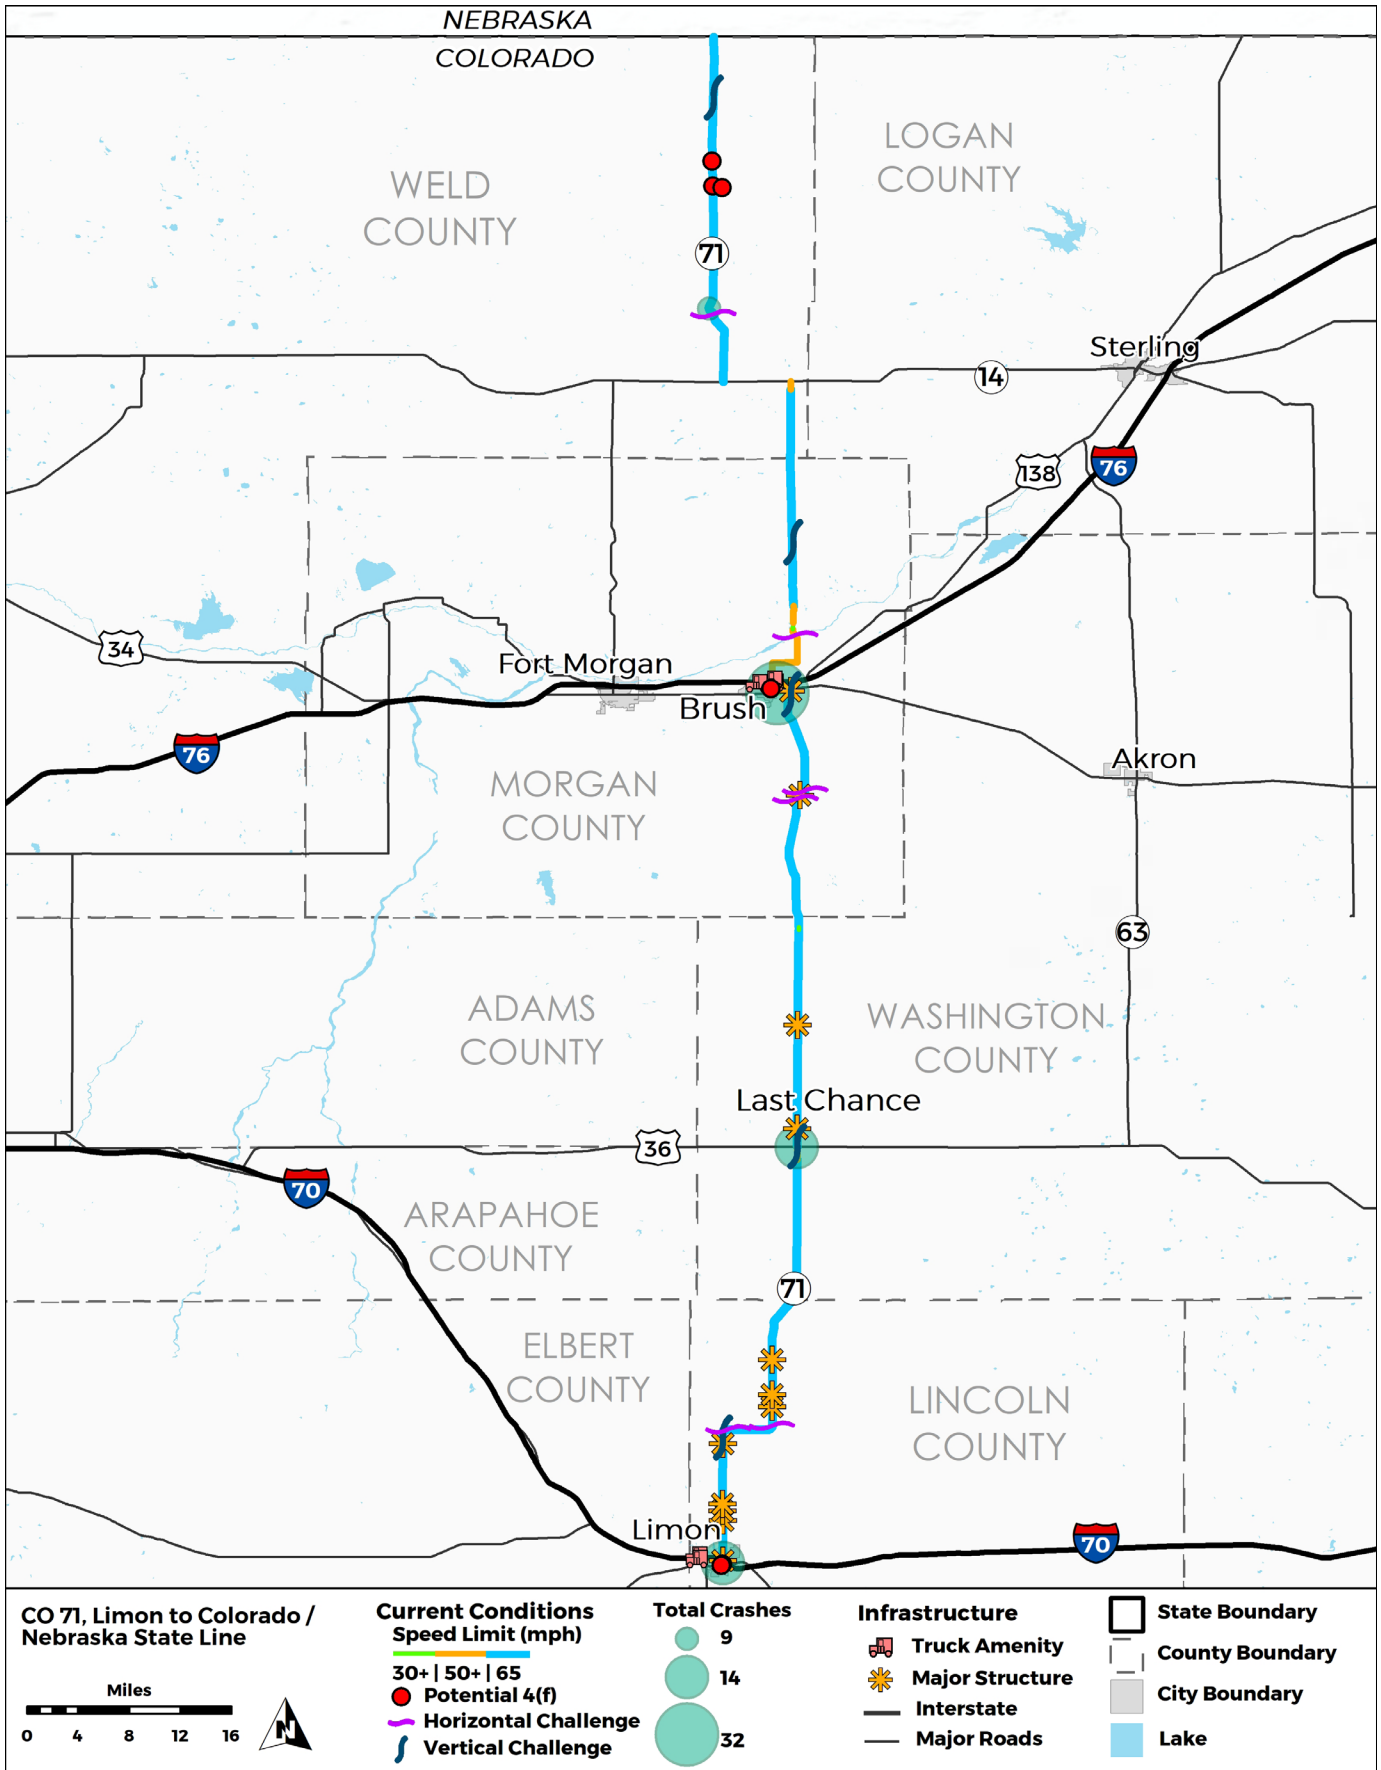 NEBRASKA
COLORADO
LOGAN
COUNTY
WELD
COUNTY
71
Sterling
14
138
76
34
Fort Morgan
Brush
76
Akron
MORGAN
COUNTY
63
ADAMS
COUNTY
WASHINGTON
COUNTY
Last Chance
36
70
ARAPAHOE
COUNTY
71
ELBERT
COUNTY
LINCOLN
COUNTY
Limon
70
CO 71, Limon to Colorado /
Nebraska State Line
Miles
0 4 8 12 16
N
Current Conditions
Speed Limit (mph)
30+ | 50+ | 65
Potential 4(f)
Horizontal Challenge
Vertical Challenge
Total Crashes
9
14
32
Infrastructure
Truck Amenity
Major Structure
Interstate
Major Roads
State Boundary
County Boundary
City Boundary
Lake